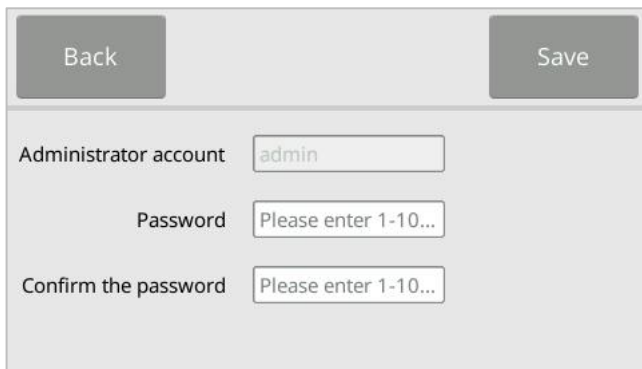 Back
Save
Administrator account
admin
Password
Please enter 1-10...
Confirm the password
Please enter 1-10...